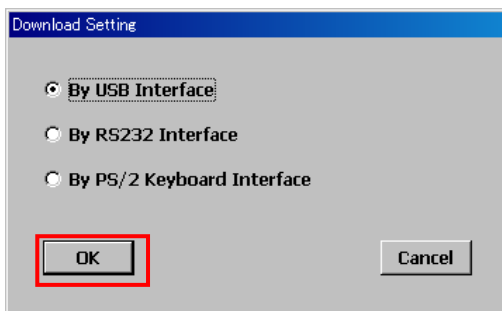 Download Setting
By USB Interface
By RS232 Interface
By PS/2 Keyboard Interface
OK Cancel